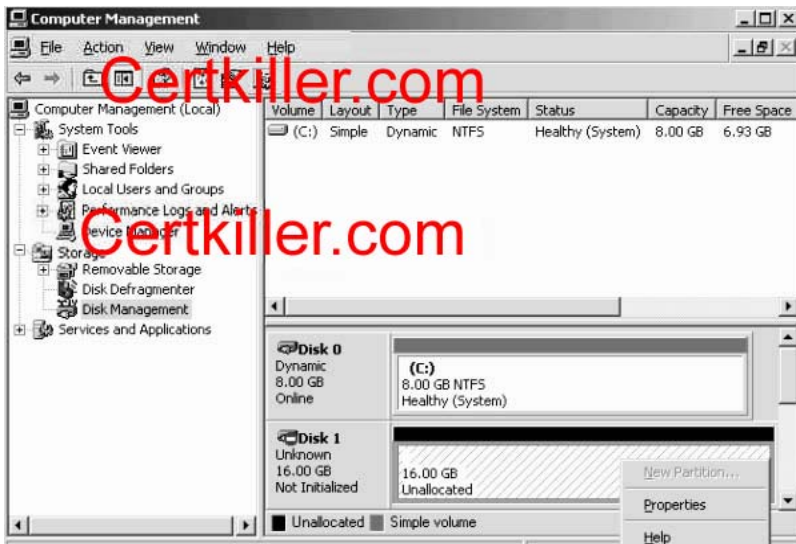 Computer Management
File Action View Window Help
Certkiller.com
Computer Management (Local)
System Tools
Event Viewer
Shared Folders
Local Users and Groups
Performance Logs and Alerts
Device Manager
Storage
Removable Storage
Disk Defragmenter
Disk Management
Services and Applications
Certkiller.com
Volume Layout Type File System Status Capacity Free Space
(C:) Simple Dynamic NTFS Healthy (System) 8.00 GB 6.93 GB
Disk 0
Dynamic
8.00 GB
Online
(C:)
8.00 GB NTFS
Healthy (System)
Disk 1
Unknown
16.00 GB
Not Initialized
16.00 GB
Unallocated
New Partition...
Properties
Help
Unallocated Simple volume